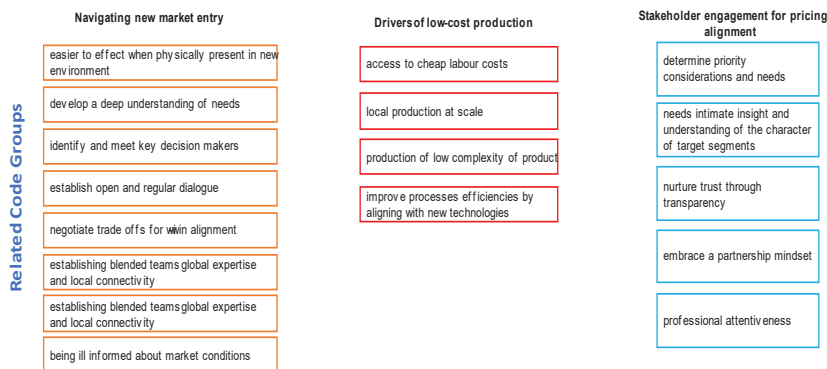 Related Code Groups
Navigating new market entry
easier to effect when physically present in new
environment
develop a deep understanding of needs
identify and meet key decision makers
establish open and regular dialogue
negotiate trade offs for wiwin alignment
establishing blended teams global expertise
and local connectivity
establishing blended teams global expertise
and local connectivity
being ill informed about market conditions
Drivers of low-cost production
access to cheap labour costs
local production at scale
production of low complexity of product
improve processes efficiencies by
aligning with new technologies
Stakeholder engagement for pricing
alignment
determine priority
considerations and needs
needs intimate insight and
understanding of the character
of target segments
nurture trust through
transparency
embrace a partnership mindset
professional attentiveness